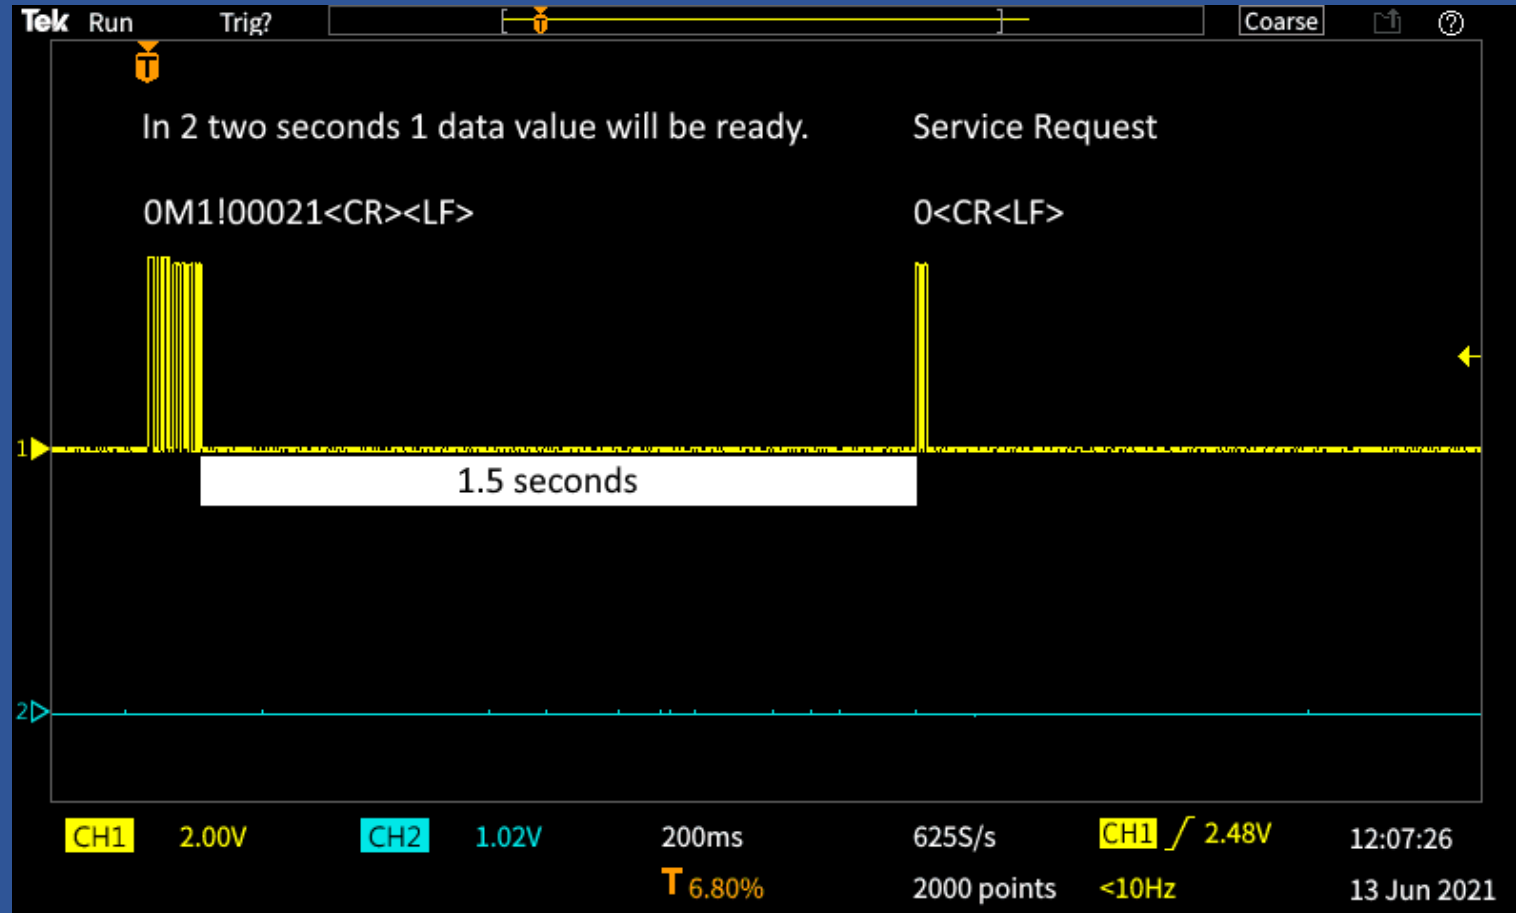 Tek Run Trig? Coarse ?
T
T
In 2 two seconds 1 data value will be ready. Service Request
0M1!00021<CR><LF> 0<CR<LF>
1
1.5 seconds
2
CH1 2.00V CH2 1.02V 200ms 625S/s CH1 2.48V 12:07:26
T 6.80% 2000 points <10Hz 13 Jun 2021